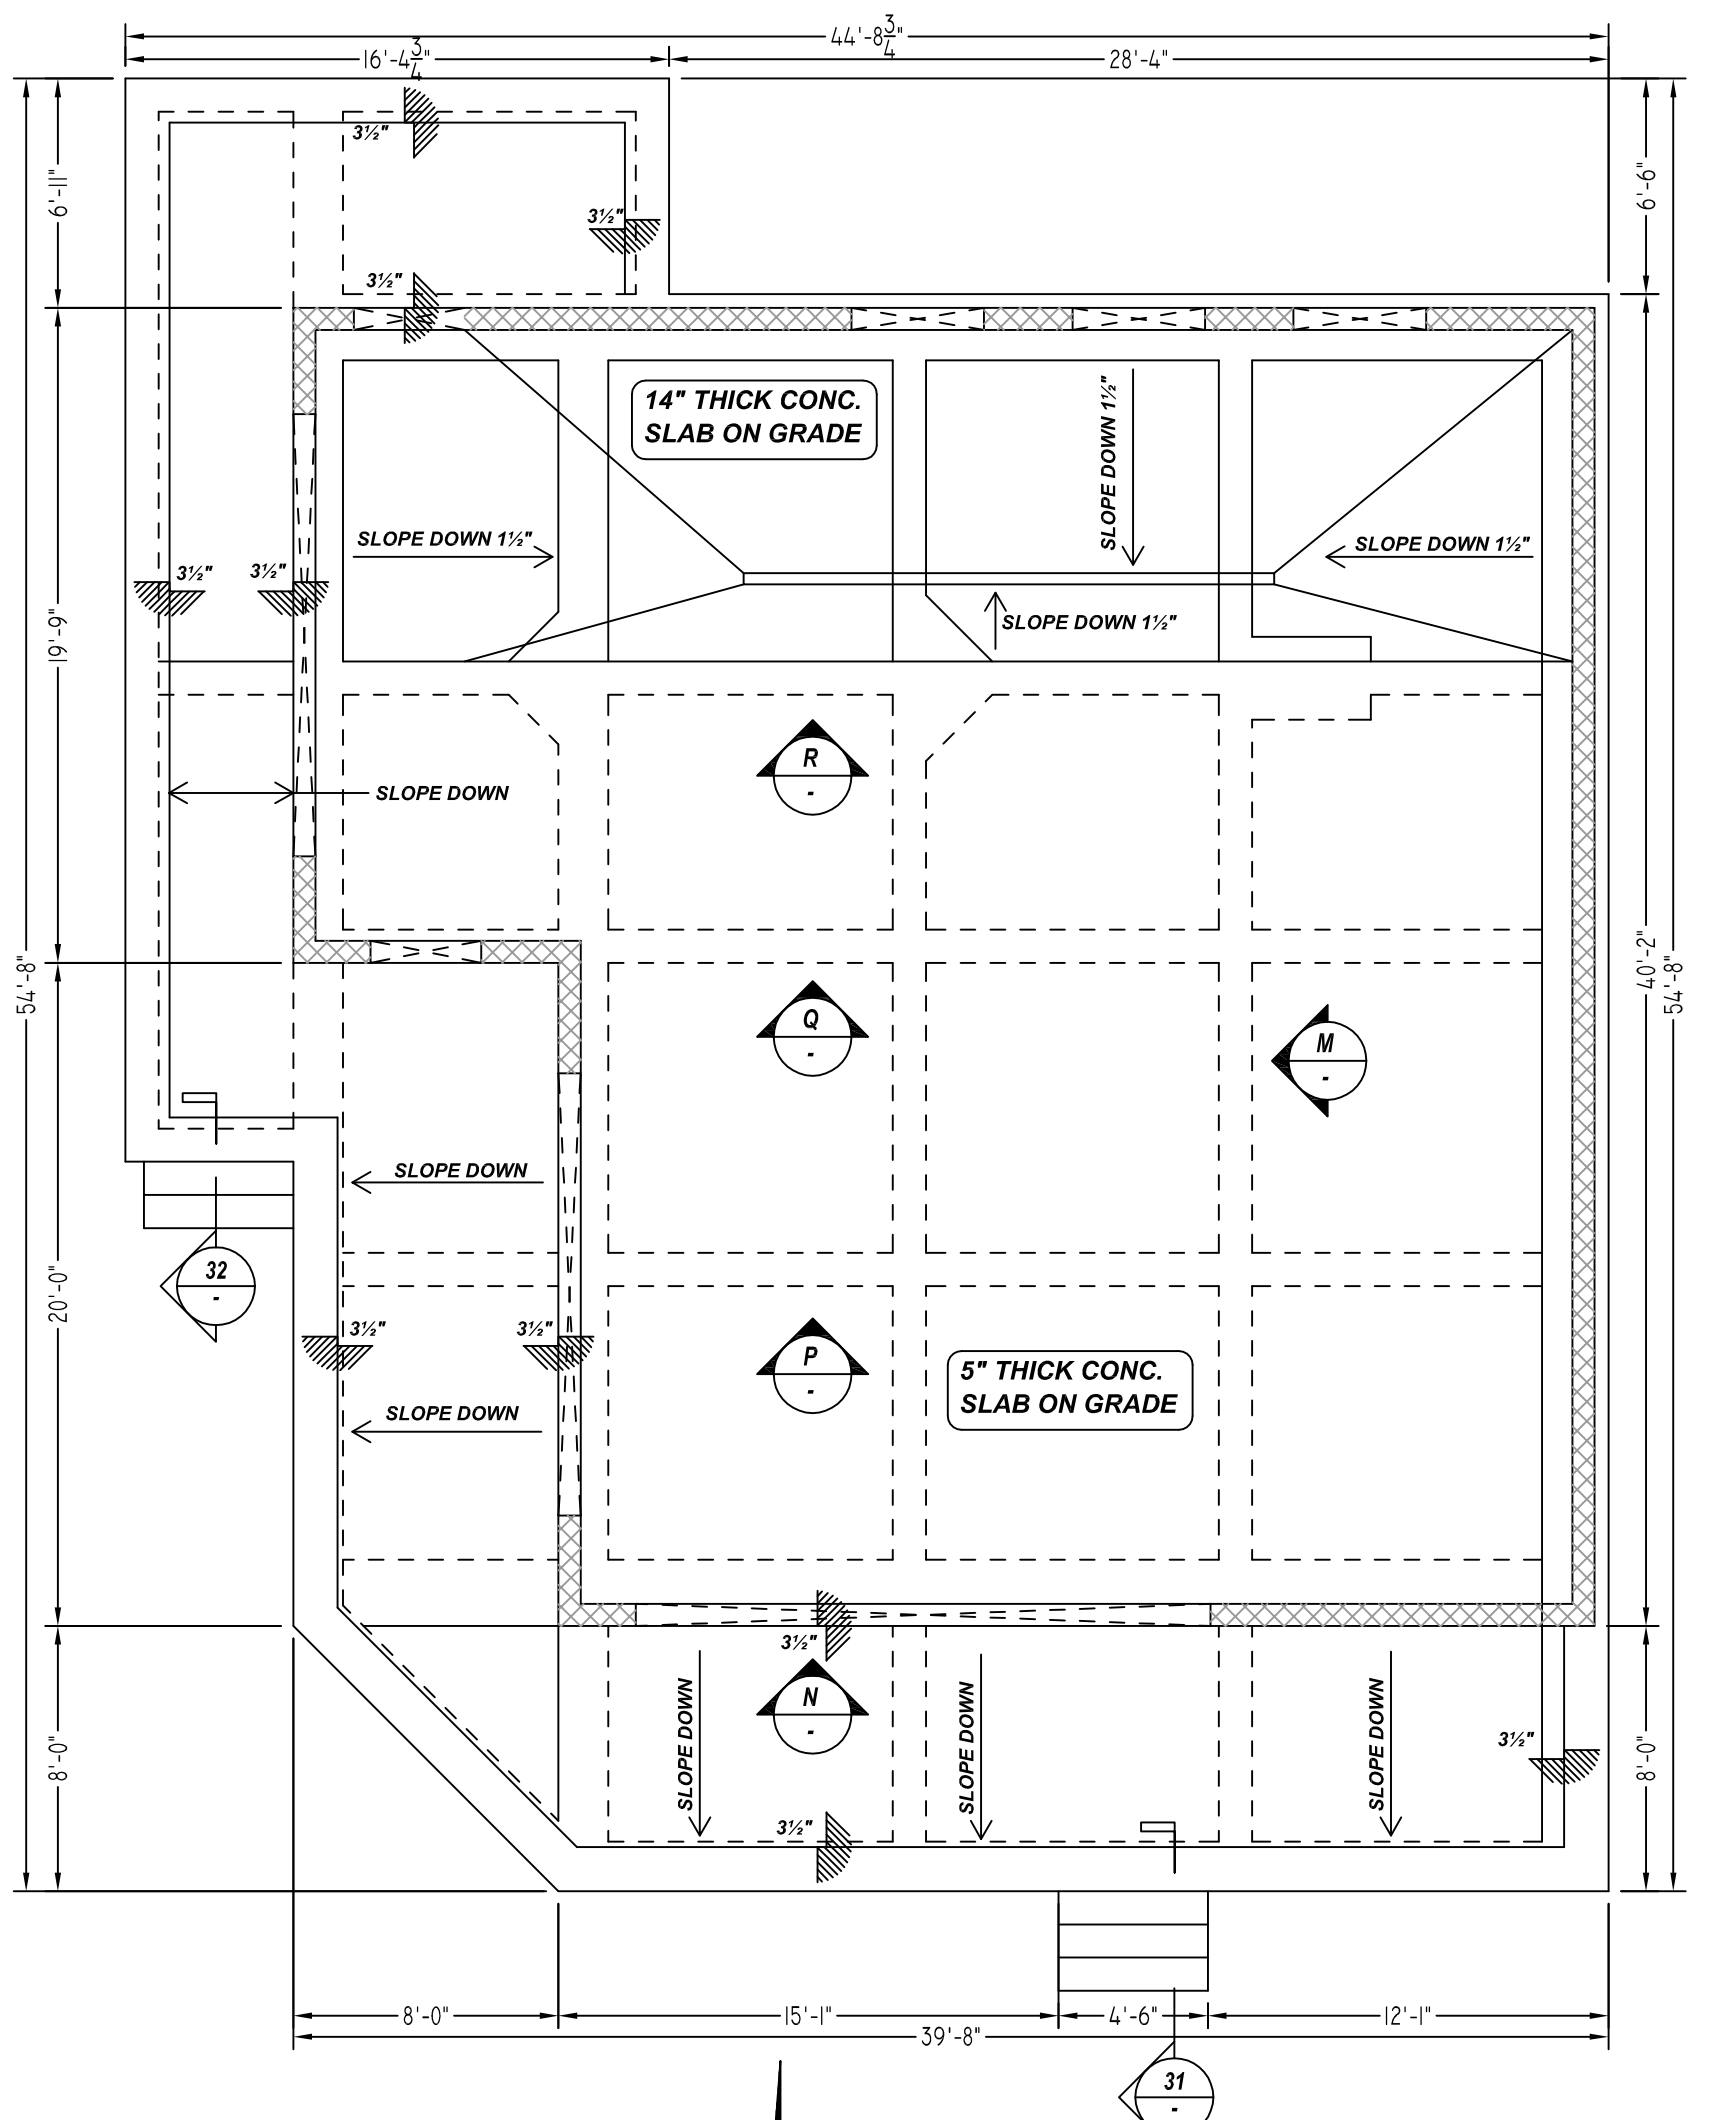 44'-8 3/4"
16'-4 3/4"
28'-4"
6'-11"
6'-6"
3½"
3½"
3½"
14" THICK CONC.
SLAB ON GRADE
SLOPE DOWN 1½"
SLOPE DOWN 1½"
SLOPE DOWN 1½"
SLOPE DOWN 1½"
3½"
3½"
19'-9"
R
-
SLOPE DOWN
54'-8"
40'-2"
54'-8"
Q
-
M
-
SLOPE DOWN
32
-
20'-0"
3½"
3½"
P
-
5" THICK CONC.
SLAB ON GRADE
SLOPE DOWN
3½"
N
-
SLOPE DOWN
SLOPE DOWN
SLOPE DOWN
3½"
8'-0"
8'-0"
3½"
8'-0"
15'-1"
4'-6"
12'-1"
39'-8"
31
-